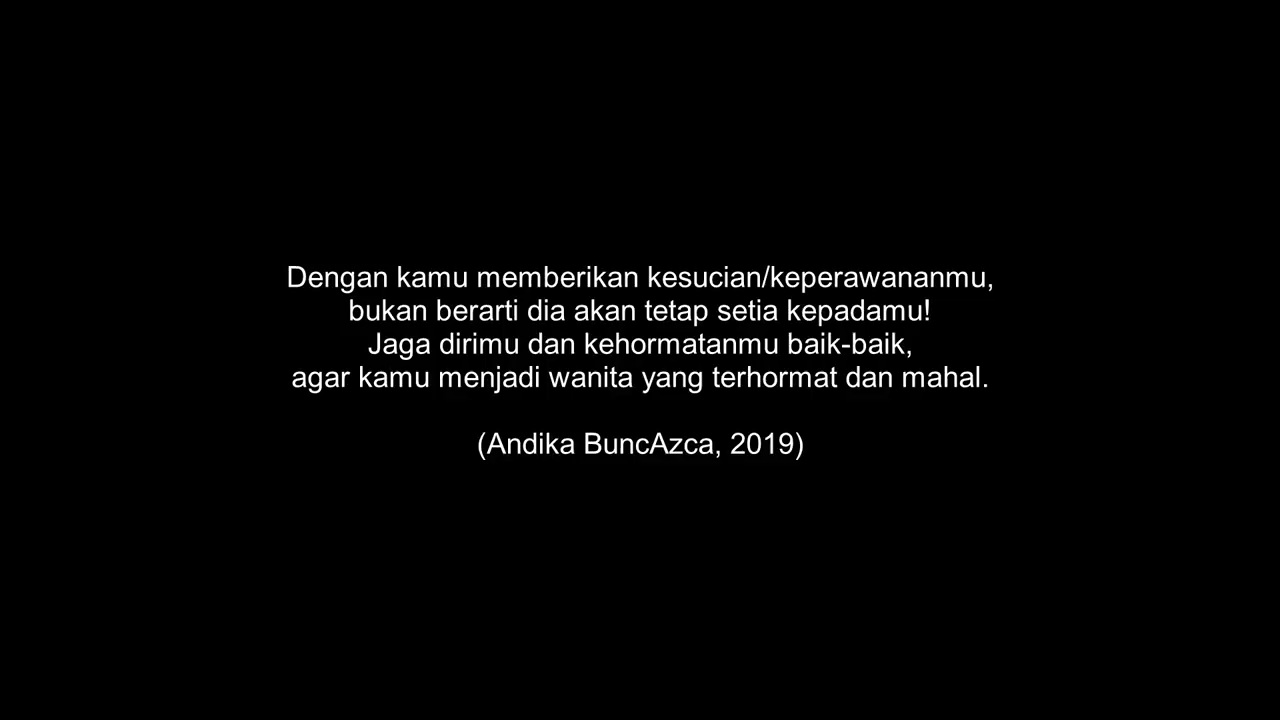 Dengan kamu memberikan kesucian/keperawananmu,
bukan berarti dia akan tetap setia kepadamu!
Jaga dirimu dan kehormatanmu baik-baik,
agar kamu menjadi wanita yang terhormat dan mahal.
(Andika BuncAzca, 2019)